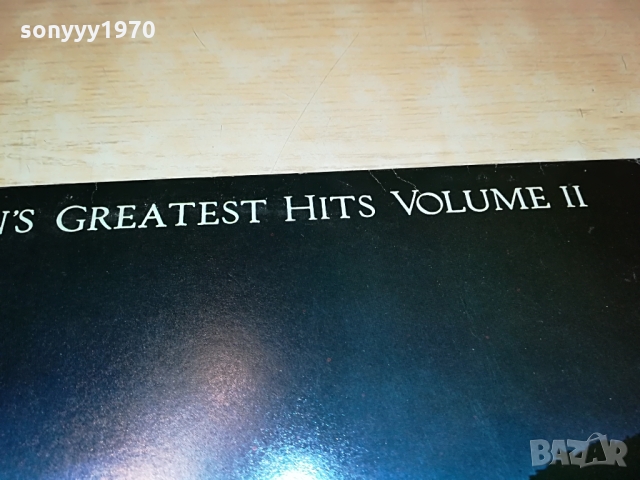 sonyyy1970
N'S GREATEST HITS VOLUME II
BAZAR